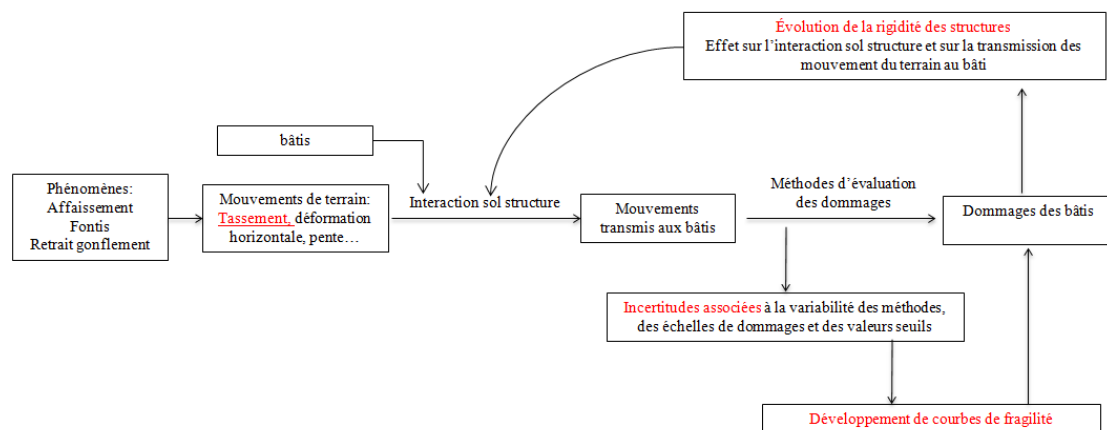 Évolution de la rigidité des structures
Effet sur l'interaction sol structure et sur la transmission des
mouvement du terrain au bâti
bâtis
Phénomènes:
Affaissement
Fontis
Retrait gonflement
Mouvements de terrain:
Tassement, déformation
horizontale, pente…
Interaction sol structure
Mouvements
transmis aux bâtis
Méthodes d'évaluation
des dommages
Dommages des bâtis
Incertitudes associées à la variabilité des méthodes,
des échelles de dommages et des valeurs seuils
Développement de courbes de fragilité